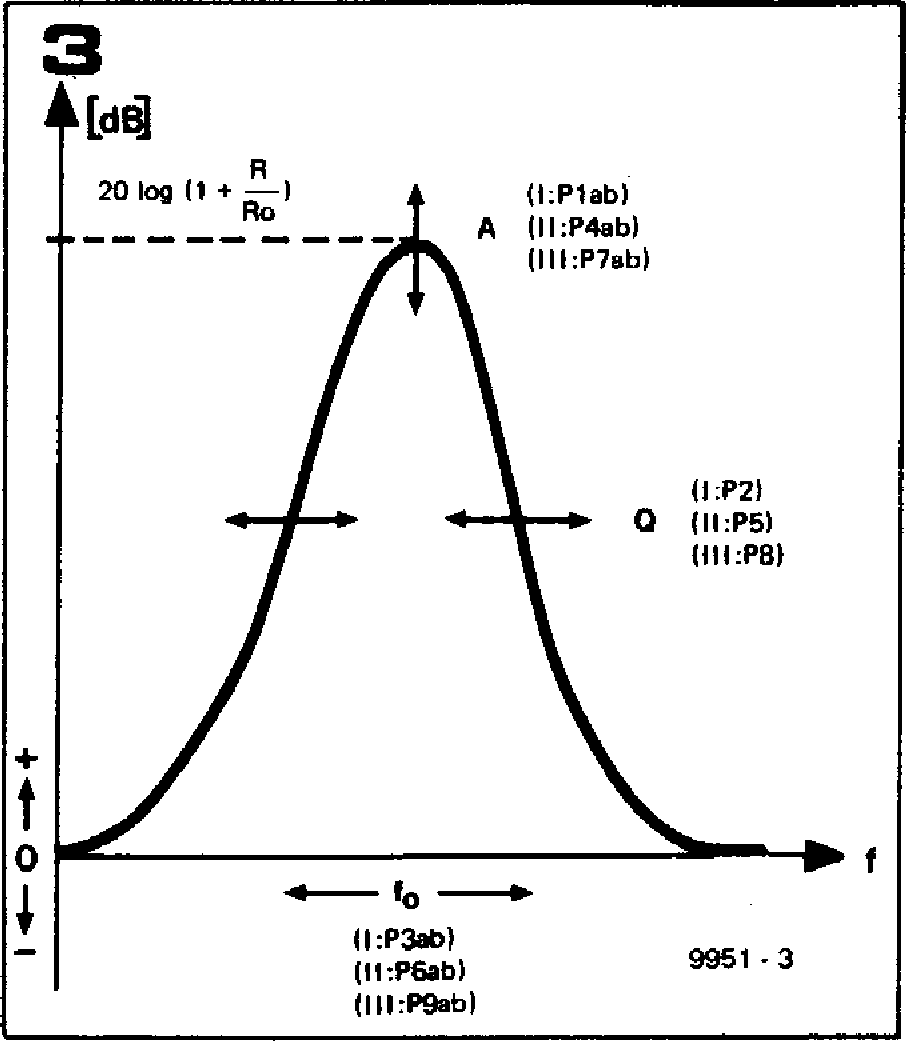 3
[dB]
20 log (1 + R/Ro)
A
(I:P1ab)
(II:P4ab)
(III:P7ab)
Q
(I:P2)
(II:P5)
(III:P8)
+
0
-
f
fo
(I:P3ab)
(II:P6ab)
(III:P9ab)
9951 - 3